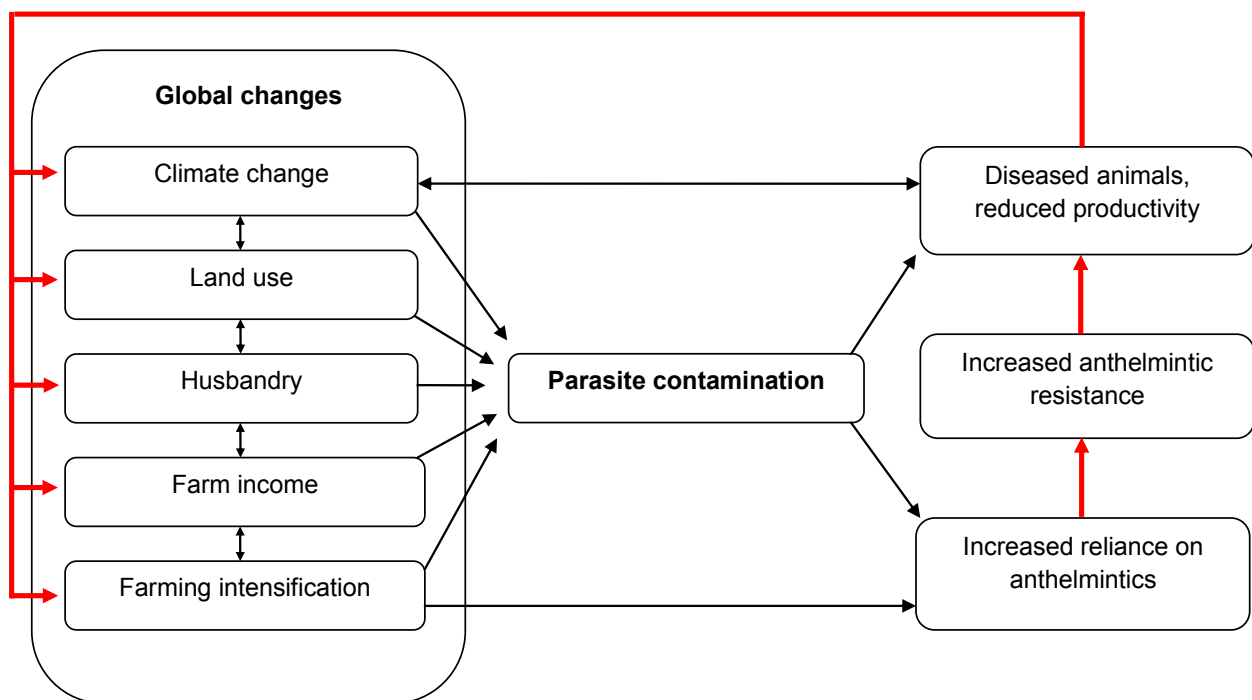 Global changes
Climate change
Land use
Husbandry
Farm income
Farming intensification
Parasite contamination
Diseased animals,
reduced productivity
Increased anthelmintic
resistance
Increased reliance on
anthelmintics